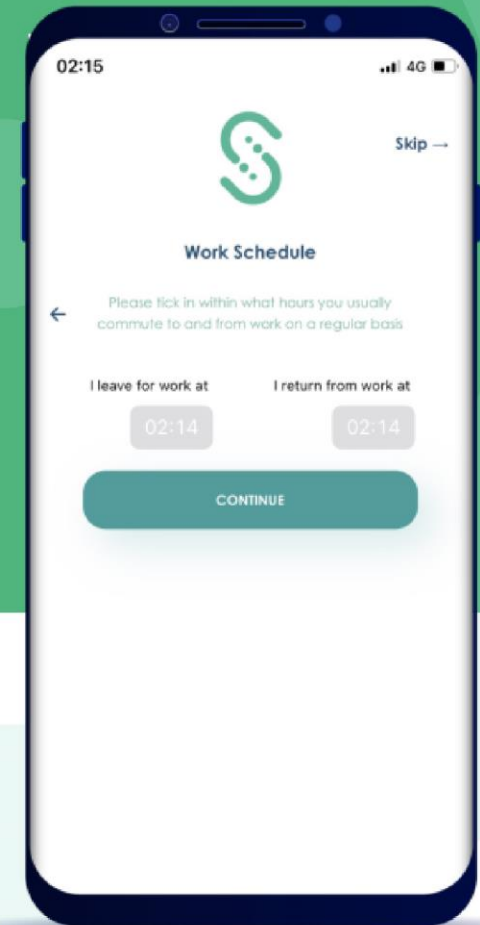 02:15
4G
Skip →
Work Schedule
Please tick in within what hours you usually
commute to and from work on a regular basis
←
I leave for work at
I return from work at
02:14
02:14
CONTINUE